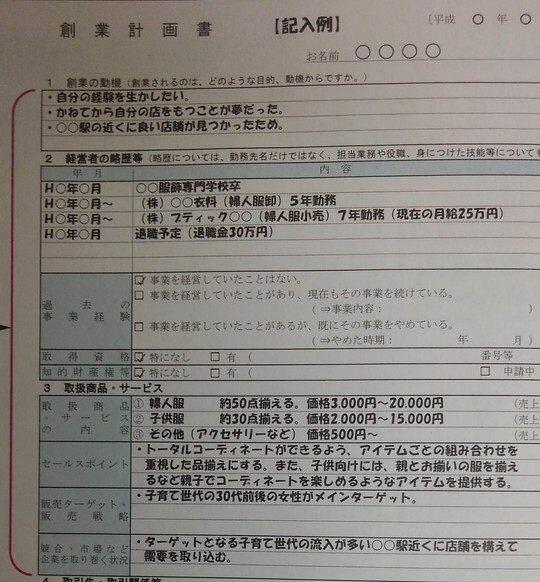 創業計画書 【記入例】 〔平成 ○ 年 ○
お名前 ○○○○
1 創業の動機（創業されるのは、どのような目的、動機からですか。）
・自分の経験を生かしたい。
・かねてから自分の店をもつことが夢だった。
・○○駅の近くに良い店舗が見つかったため。
2 経営者の略歴等（略歴については、勤務先名だけではなく、担当業務や役職、身につけた技能等について
年月 内容
H○年○月 ○○服飾専門学校卒
H○年○月～ （株）○○衣料（婦人服卸）５年勤務
H○年○月～ （株）ブティック○○（婦人服小売）７年勤務（現在の月給25万円）
H○年○月 退職予定（退職金30万円）
過去の事業経験
☑ 事業を経営していたことはない。
□ 事業を経営していたことがあり、現在もその事業を続けている。
（⇒事業内容： ）
□ 事業を経営していたことがあるが、既にその事業をやめている。
（⇒やめた時期： 年 月）
取得資格 ☑ 特になし □ 有（ 番号等
知的財産権等 ☑ 特になし □ 有（ □ 申請中
3 取扱商品・サービス
取扱商品・サービスの内容
① 婦人服 約50点揃える。価格3,000円～20,000円 （売上
② 子供服 約30点揃える。価格2,000円～15,000円 （売上
③ その他（アクセサリーなど）価格500円～ （売上
セールスポイント
・トータルコーディネートができるよう、アイテムごとの組み合わせを
重視した品揃えにする。また、子供向けには、親とお揃いの服を揃え
るなど親子でコーディネートを楽しめるようなアイテムを提供する。
販売ターゲット・販売戦略
・子育て世代の30代前後の女性がメインターゲット。
競合・市場など企業を取り巻く状況
・ターゲットとなる子育て世代の流入が多い○○駅近くに店舗を構えて
需要を取り込む。
4 取引先・取引関係等